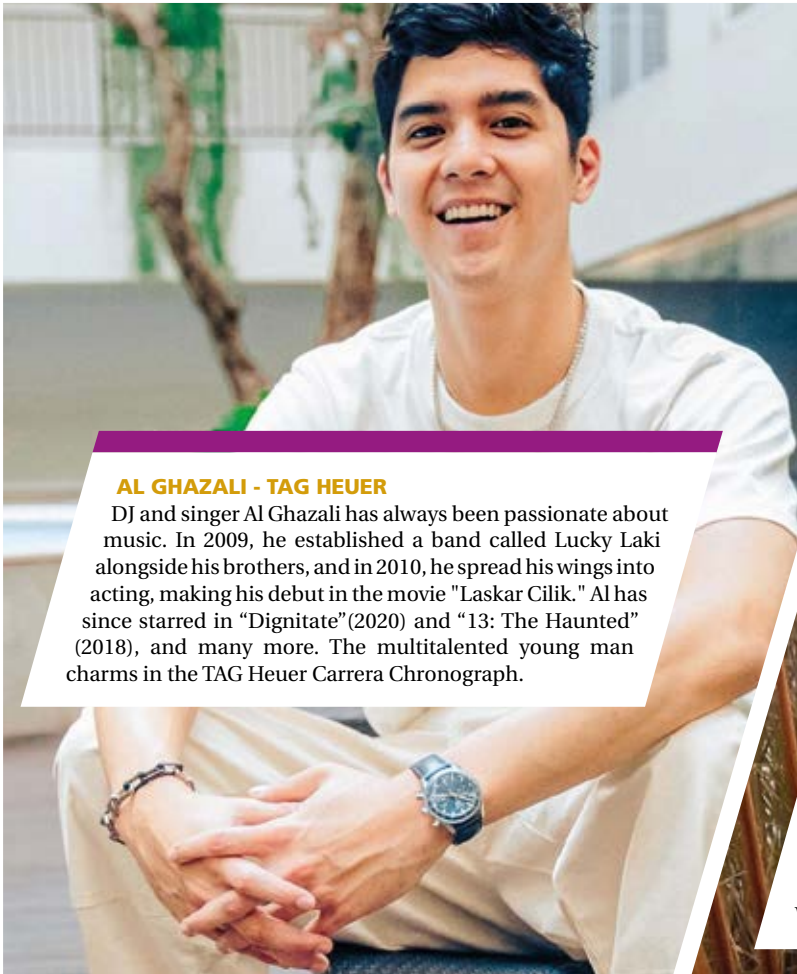 AL GHAZALI - TAG HEUER
DJ and singer Al Ghazali has always been passionate about
music. In 2009, he established a band called Lucky Laki
alongside his brothers, and in 2010, he spread his wings into
acting, making his debut in the movie "Laskar Cilik." Al has
since starred in “Dignitate”(2020) and “13: The Haunted”
(2018), and many more. The multitalented young man
charms in the TAG Heuer Carrera Chronograph.